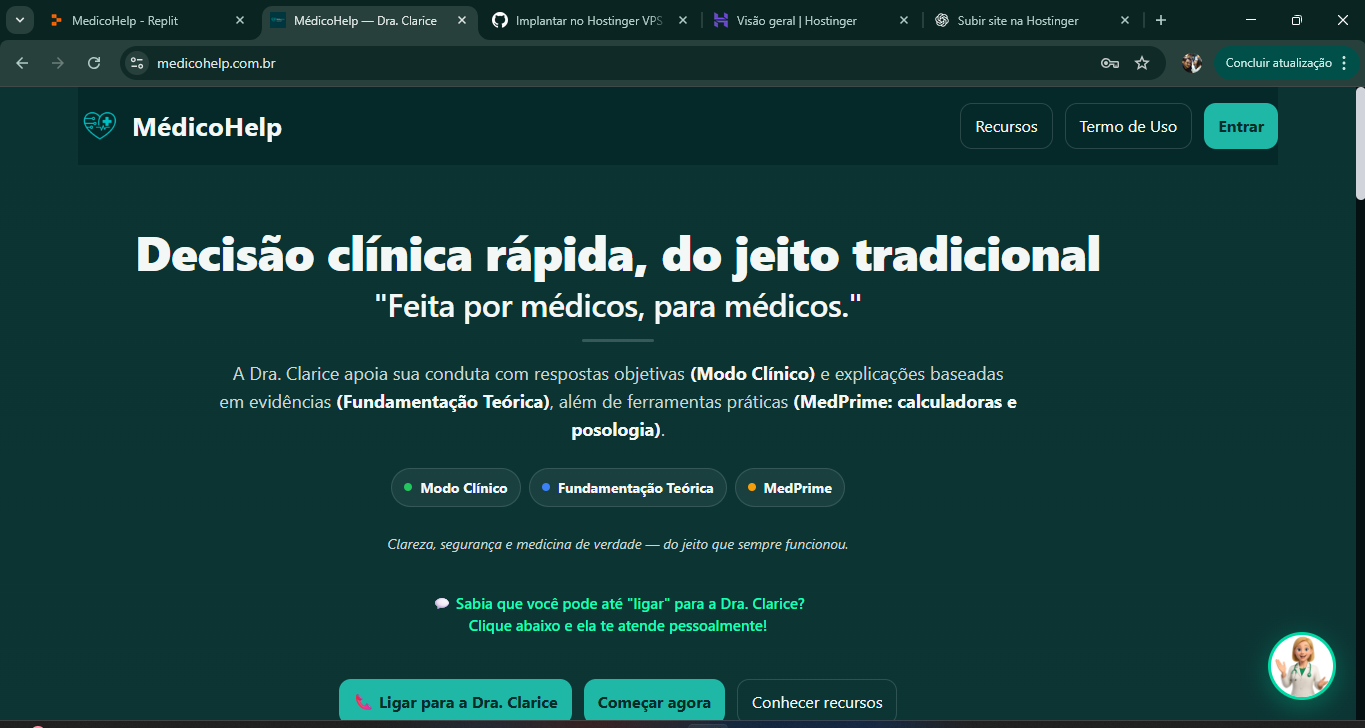 MedicoHelp - Replit
MédicoHelp — Dra. Clarice
Implantar no Hostinger VPS
Visão geral | Hostinger
Subir site na Hostinger
medicohelp.com.br
Concluir atualização
MédicoHelp
Recursos
Termo de Uso
Entrar
Decisão clínica rápida, do jeito tradicional
"Feita por médicos, para médicos."
A Dra. Clarice apoia sua conduta com respostas objetivas (Modo Clínico) e explicações baseadas
em evidências (Fundamentação Teórica), além de ferramentas práticas (MedPrime: calculadoras e
posologia).
Modo Clínico
Fundamentação Teórica
MedPrime
Clareza, segurança e medicina de verdade — do jeito que sempre funcionou.
Sabia que você pode até "ligar" para a Dra. Clarice?
Clique abaixo e ela te atende pessoalmente!
Ligar para a Dra. Clarice
Começar agora
Conhecer recursos